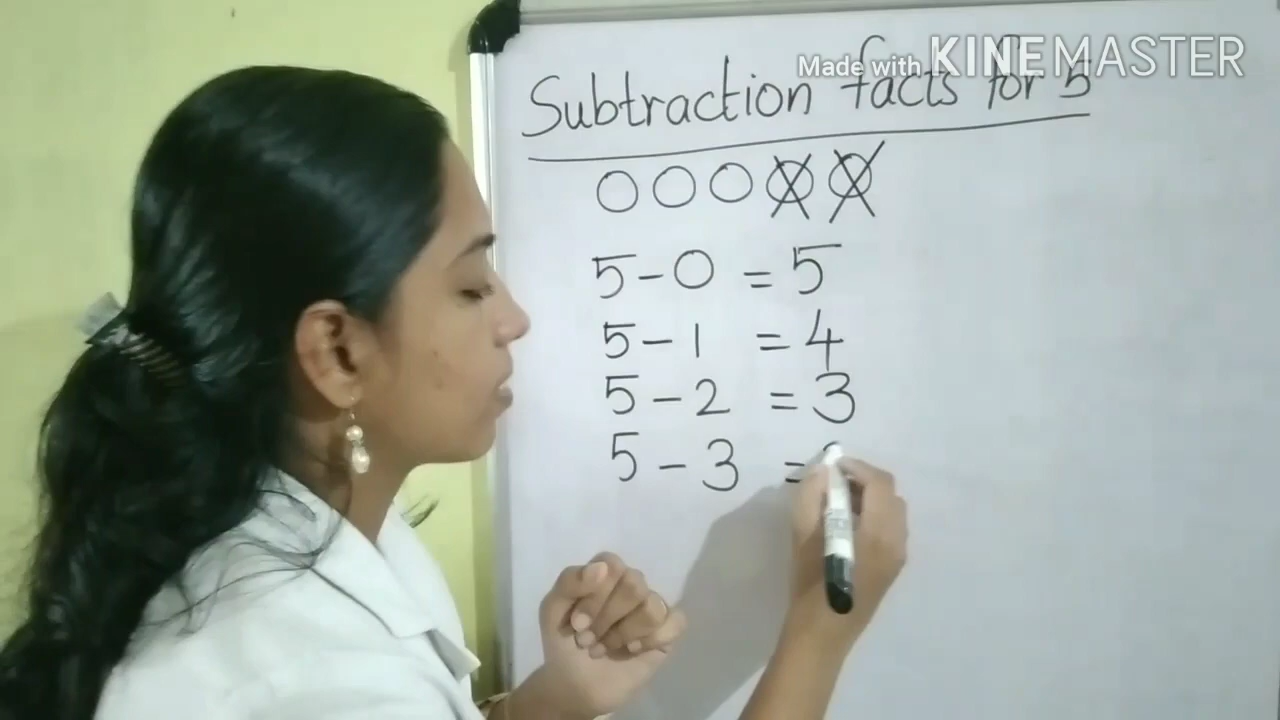 Made with KINEMASTER
Subtraction facts for 5
5-0 = 5
5-1 = 4
5-2 = 3
5-3 =